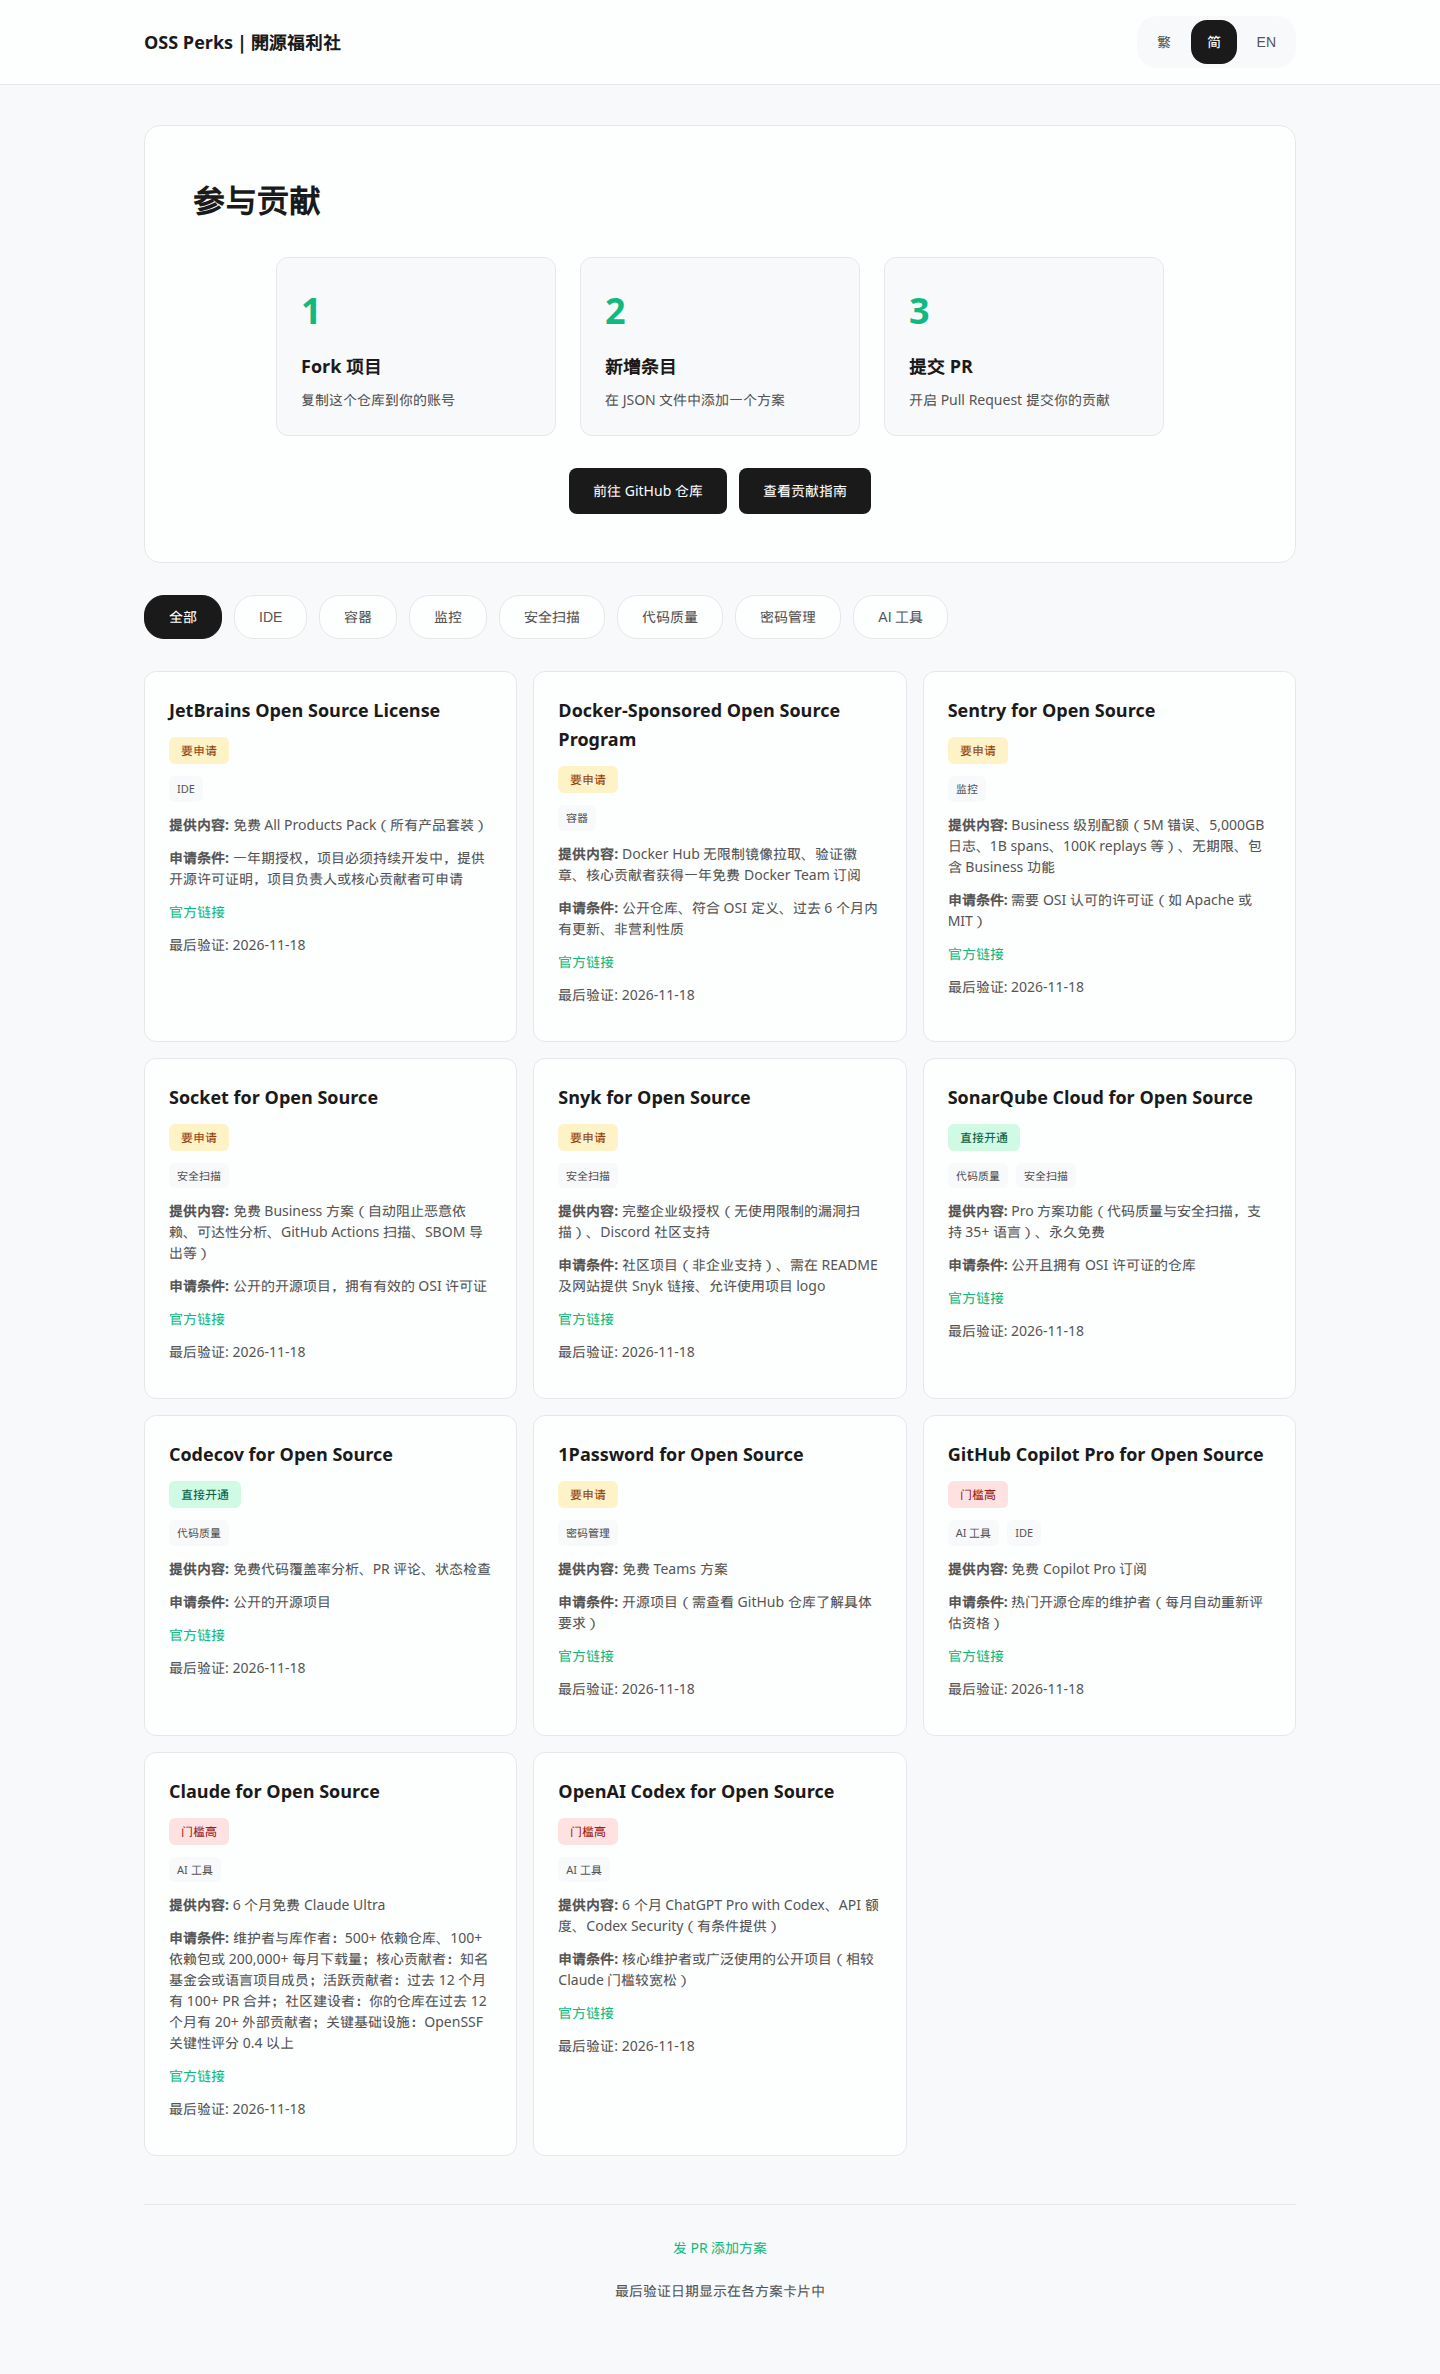 OSS Perks | 開源福利社
繁
简
EN
参与贡献
1
Fork 项目
复制这个仓库到你的账号
2
新增条目
在 JSON 文件中添加一个方案
3
提交 PR
开启 Pull Request 提交你的贡献
前往 GitHub 仓库
查看贡献指南
全部
IDE
容器
监控
安全扫描
代码质量
密码管理
AI 工具
JetBrains Open Source License
要申请
IDE
提供内容: 免费 All Products Pack（所有产品套装）
申请条件: 一年期授权，项目必须持续开发中，提供
开源许可证明，项目负责人或核心贡献者可申请
官方链接
最后验证: 2026-11-18
Docker-Sponsored Open Source
Program
要申请
容器
提供内容: Docker Hub 无限制镜像拉取、验证徽
章、核心贡献者获得一年免费 Docker Team 订阅
申请条件: 公开仓库、符合 OSI 定义、过去 6 个月内
有更新、非营利性质
官方链接
最后验证: 2026-11-18
Sentry for Open Source
要申请
监控
提供内容: Business 级别配额（5M 错误、5,000GB
日志、1B spans、100K replays 等）、无期限、包
含 Business 功能
申请条件: 需要 OSI 认可的许可证（如 Apache 或
MIT）
官方链接
最后验证: 2026-11-18
Socket for Open Source
要申请
安全扫描
提供内容: 免费 Business 方案（自动阻止恶意依
赖、可达性分析、GitHub Actions 扫描、SBOM 导
出等）
申请条件: 公开的开源项目，拥有有效的 OSI 许可证
官方链接
最后验证: 2026-11-18
Snyk for Open Source
要申请
安全扫描
提供内容: 完整企业级授权（无使用限制的漏洞扫
描）、Discord 社区支持
申请条件: 社区项目（非企业支持）、需在 README
及网站提供 Snyk 链接、允许使用项目 logo
官方链接
最后验证: 2026-11-18
SonarQube Cloud for Open Source
直接开通
代码质量
安全扫描
提供内容: Pro 方案功能（代码质量与安全扫描，支
持 35+ 语言）、永久免费
申请条件: 公开且拥有 OSI 许可证的仓库
官方链接
最后验证: 2026-11-18
Codecov for Open Source
直接开通
代码质量
提供内容: 免费代码覆盖率分析、PR 评论、状态检查
申请条件: 公开的开源项目
官方链接
最后验证: 2026-11-18
1Password for Open Source
要申请
密码管理
提供内容: 免费 Teams 方案
申请条件: 开源项目（需查看 GitHub 仓库了解具体
要求）
官方链接
最后验证: 2026-11-18
GitHub Copilot Pro for Open Source
门槛高
AI 工具
IDE
提供内容: 免费 Copilot Pro 订阅
申请条件: 热门开源仓库的维护者（每月自动重新评
估资格）
官方链接
最后验证: 2026-11-18
Claude for Open Source
门槛高
AI 工具
提供内容: 6 个月免费 Claude Ultra
申请条件: 维护者与库作者：500+ 依赖仓库、100+
依赖包或 200,000+ 每月下载量；核心贡献者：知名
基金会或语言项目成员；活跃贡献者：过去 12 个月
有 100+ PR 合并；社区建设者：你的仓库在过去 12
个月有 20+ 外部贡献者；关键基础设施：OpenSSF
关键性评分 0.4 以上
官方链接
最后验证: 2026-11-18
OpenAI Codex for Open Source
门槛高
AI 工具
提供内容: 6 个月 ChatGPT Pro with Codex、API 额
度、Codex Security（有条件提供）
申请条件: 核心维护者或广泛使用的公开项目（相较
Claude 门槛较宽松）
官方链接
最后验证: 2026-11-18
发 PR 添加方案
最后验证日期显示在各方案卡片中